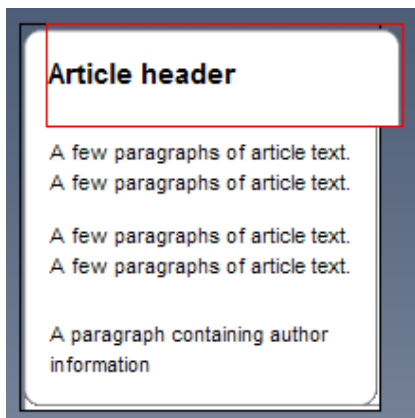 Article header
A few paragraphs of article text.
A few paragraphs of article text.
A few paragraphs of article text.
A few paragraphs of article text.
A paragraph containing author
information